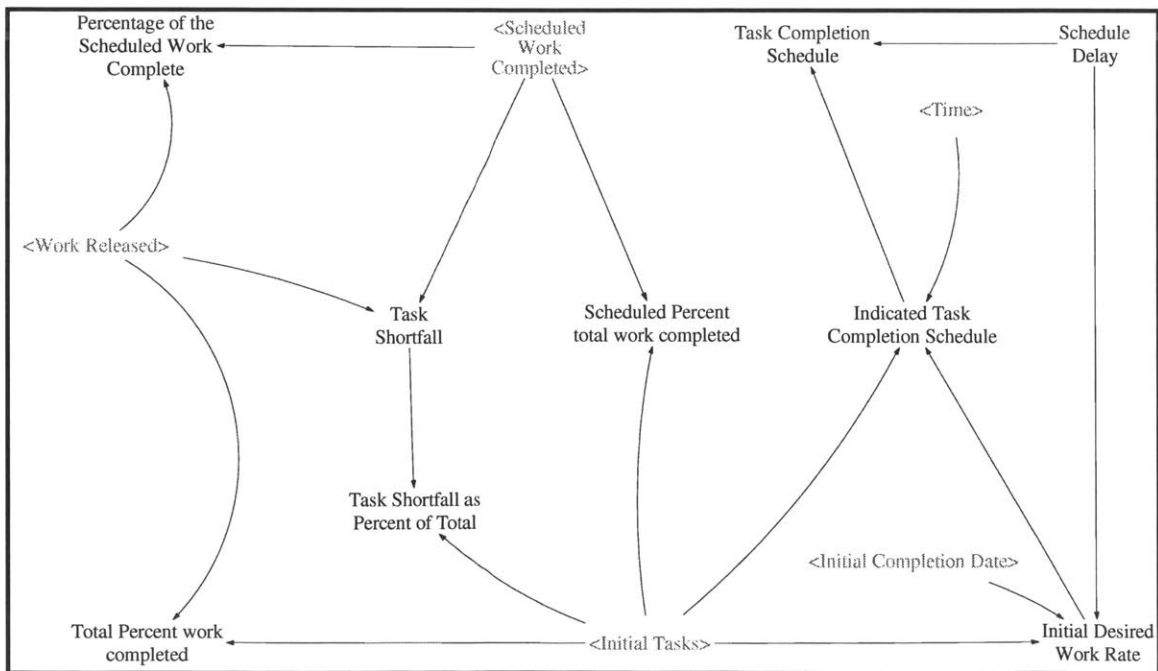 Percentage of the
Scheduled Work
Complete
<Scheduled
Work
Completed>
Task Completion
Schedule
Schedule
Delay
<Time>
<Work Released>
Task
Shortfall
Scheduled Percent
total work completed
Indicated Task
Completion Schedule
Task Shortfall as
Percent of Total
<Initial Completion Date>
Total Percent work
completed
<Initial Tasks>
Initial Desired
Work Rate